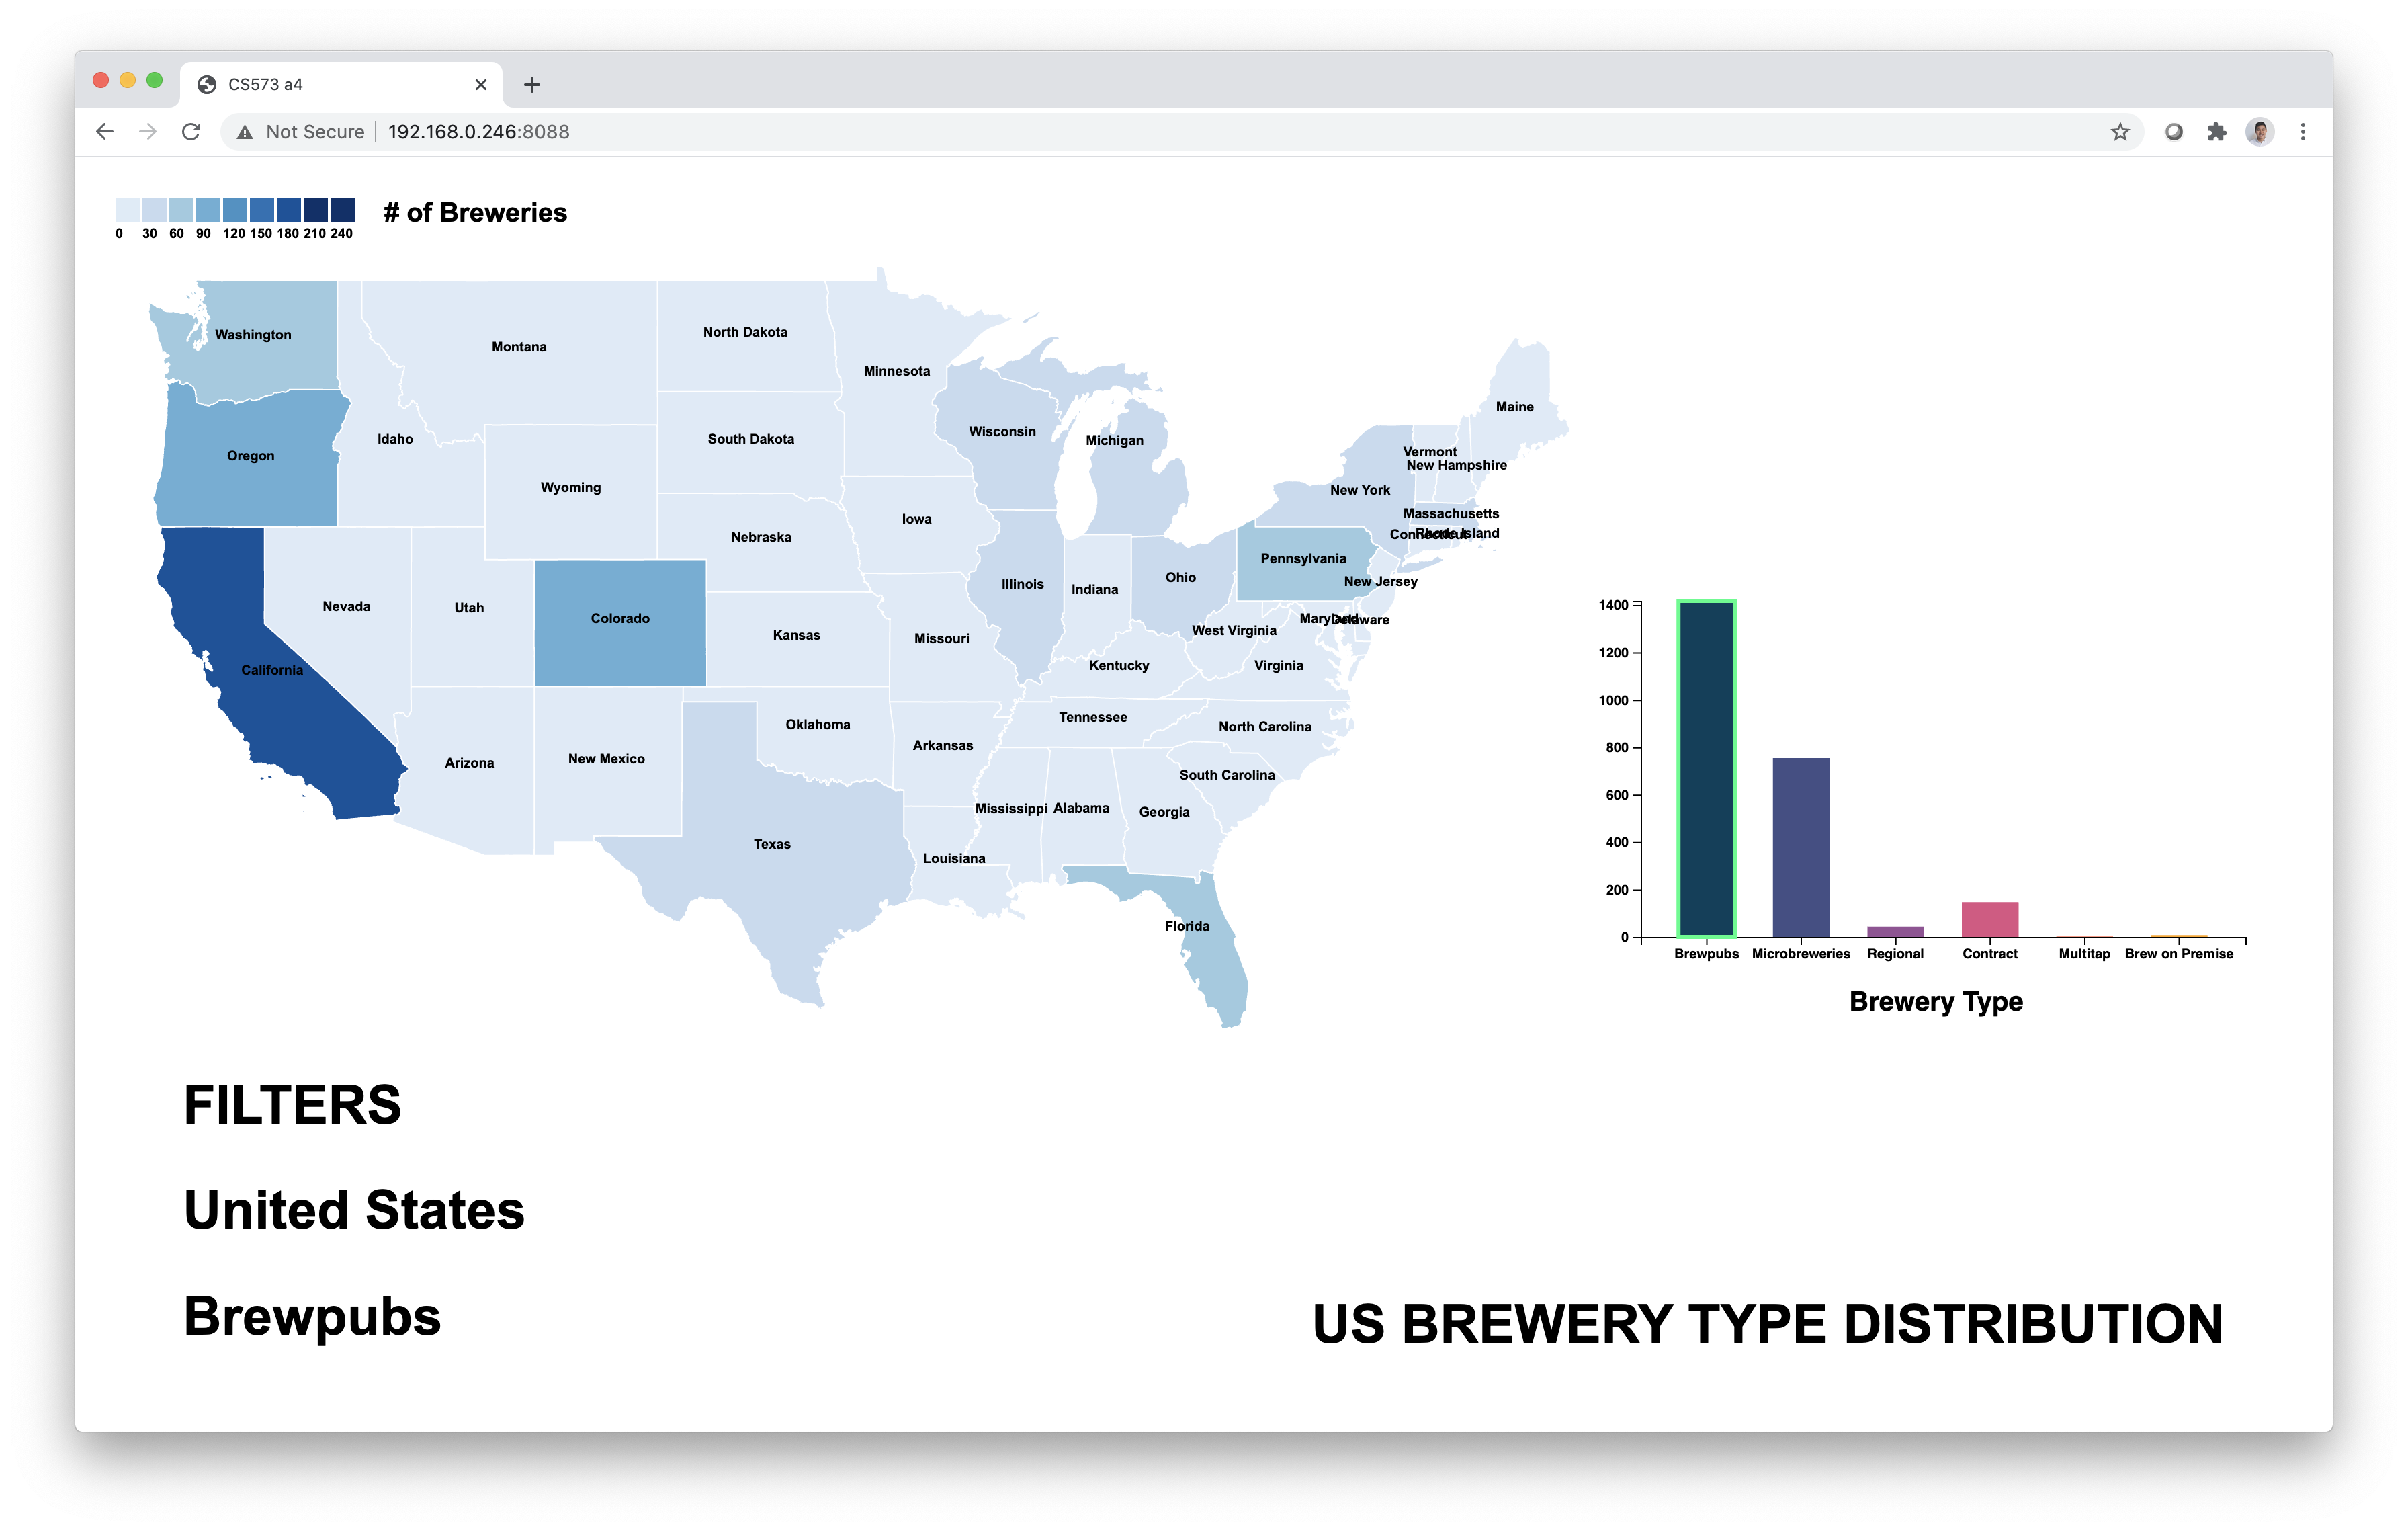 CS573 a4
Not Secure 192.168.0.246:8088
# of Breweries
0 30 60 90 120 150 180 210 240
Washington
Montana
North Dakota
Minnesota
Maine
Oregon
Idaho
South Dakota
Wisconsin
Michigan
Vermont
New Hampshire
Wyoming
New York
Massachusetts
Iowa
Connecticut
Rhode Island
Nebraska
Pennsylvania
Ohio
New Jersey
Illinois
Indiana
Nevada
Utah
Colorado
Maryland
Delaware
Kansas
Missouri
West Virginia
California
Kentucky
Virginia
Oklahoma
Tennessee
North Carolina
Arizona
New Mexico
Arkansas
South Carolina
Mississippi
Alabama
Georgia
Texas
Louisiana
Florida
1400
1200
1000
800
600
400
200
0
Brewpubs Microbreweries Regional Contract Multitap Brew on Premise
Brewery Type
FILTERS
United States
Brewpubs
US BREWERY TYPE DISTRIBUTION